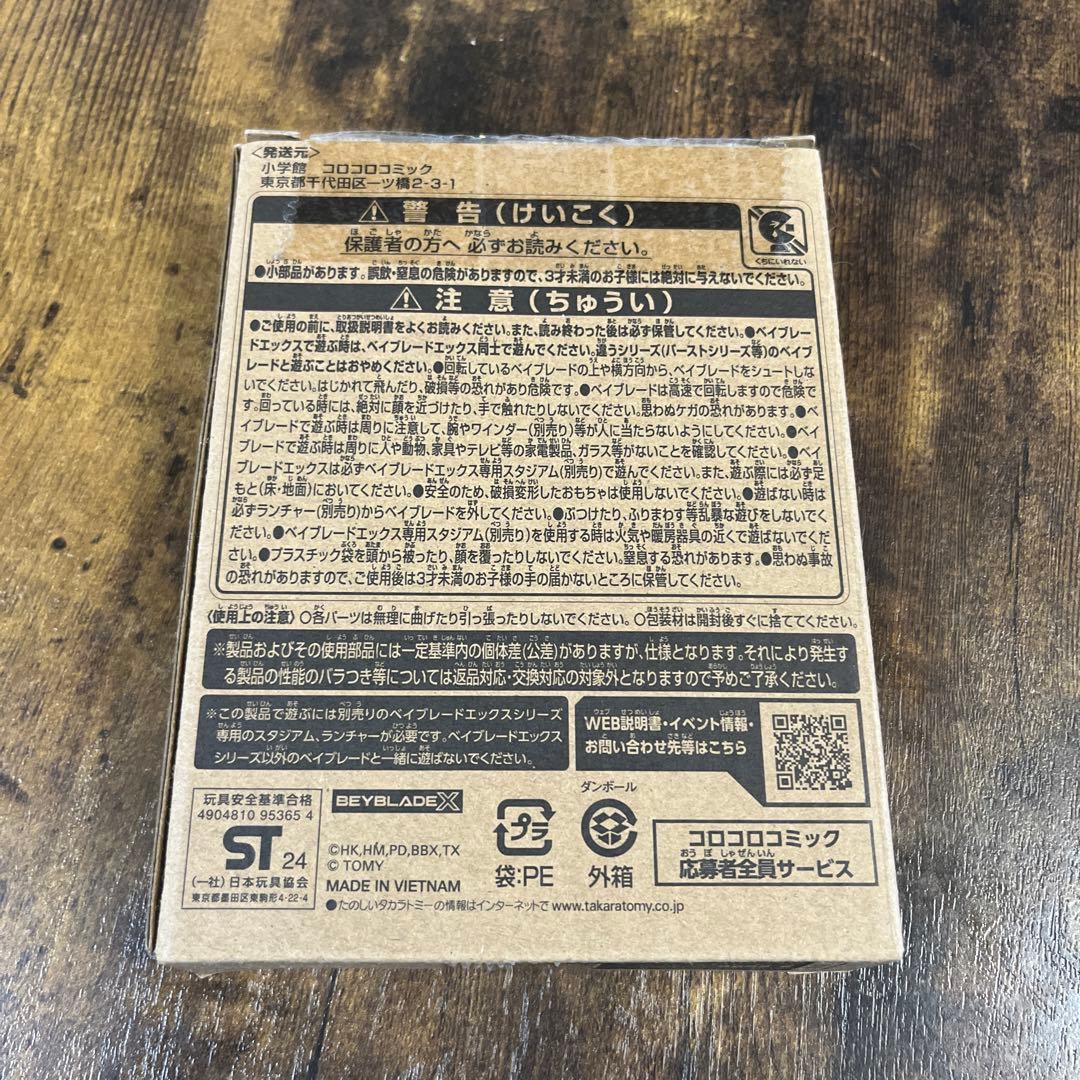 <発送元>
小学館 コロコロコミック
東京都千代田区一ツ橋2-3-1
警告(けいこく)
保護者の方へ 必ずお読みください。
くちにいれない
●小部品があります。誤飲・窒息の危険がありますので、3才未満のお子様には絶対に与えないでください。
注意(ちゅうい)
●ご使用の前に、取扱説明書をよくお読みください。また、読み終わった後は必ず保管してください。●ベイブレー
ドエックスで遊ぶ時は、ベイブレードエックス同士で遊んでください。違うシリーズ(バーストシリーズ等)のベイブ
レードと遊ぶことはおやめください。●回転しているベイブレードの上や横方向から、ベイブレードをシュートしな
いでください。はじかれて飛んだり、破損等の恐れがあり危険です。●ベイブレードは高速で回転しますので危険で
す。回っている時には、絶対に顔を近づけたり、手で触れたりしないでください。思わぬケガの恐れがあります。●ベ
イブレードで遊ぶ時は周りに注意して、腕やワインダー(別売り)等が人に当たらないようにしてください。●ベイ
ブレードで遊ぶ時は周りに人や動物、家具やテレビ等の家電製品、ガラス等がないことを確認してください。●ベイ
ブレードエックスは必ずベイブレードエックス専用スタジアム(別売り)で遊んでください。また、遊ぶ際には必ず足
もと(床・地面)においてください。●安全のため、破損変形したおもちゃは使用しないでください。●遊ばない時は
必ずランチャー(別売り)からベイブレードを外してください。●ぶつけたり、ふりまわす等乱暴な遊びをしないでく
ださい。●ベイブレードエックス専用スタジアム(別売り)を使用する時は火気や暖房器具の近くで遊ばないでくだ
さい。●プラスチック袋を頭から被ったり、顔を覆ったりしないでください。窒息する恐れがあります。●思わぬ事故
の恐れがありますので、ご使用後は3才未満のお子様の手の届かないところに保管してください。
〈使用上の注意〉○各パーツは無理に曲げたり引っ張ったりしないでください。○包装材は開封後すぐに捨ててください。
※製品およびその使用部品には一定基準内の個体差(公差)がありますが、仕様となります。それにより発生す
る製品の性能のバラつき等については返品対応・交換対応の対象外となりますので予めご了承ください。
※この製品で遊ぶには別売りのベイブレードエックスシリーズ
専用のスタジアム、ランチャーが必要です。ベイブレードエックス
シリーズ以外のベイブレードと一緒に遊ばないでください。
WEB説明書・イベント情報・
お問い合わせ先等はこちら
玩具安全基準合格
4904810 95365 4
ST 24
(一社)日本玩具協会
東京都墨田区東駒形4-22-4
BEYBLADE X
©HK,HM,PD,BBX,TX
© TOMY
MADE IN VIETNAM
●たのしいタカラトミーの情報はインターネットで www.takaratomy.co.jp
プラ
袋:PE
ダンボール
外箱
コロコロコミック
応募者全員サービス